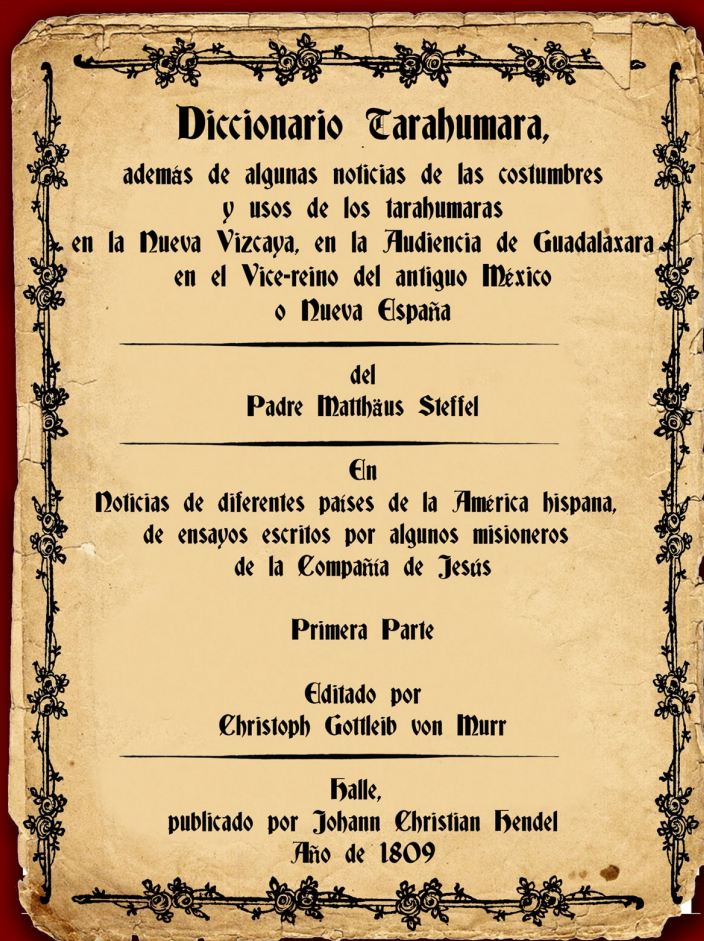 Diccionario Tarahumara,
además de algunas noticias de las costumbres
y usos de los tarahumaras
en la Nueva Vizcaya, en la Audiencia de Guadalaxara
en el Vice-reino del antiguo México
o Nueva España
del
Padre Matthäus Steffel
En
Noticias de diferentes países de la América hispana,
de ensayos escritos por algunos misioneros
de la Compañía de Jesús
Primera Parte
Editado por
Christoph Gottleib von Murr
Halle,
publicado por Johann Christian Hendel
Año de 1809